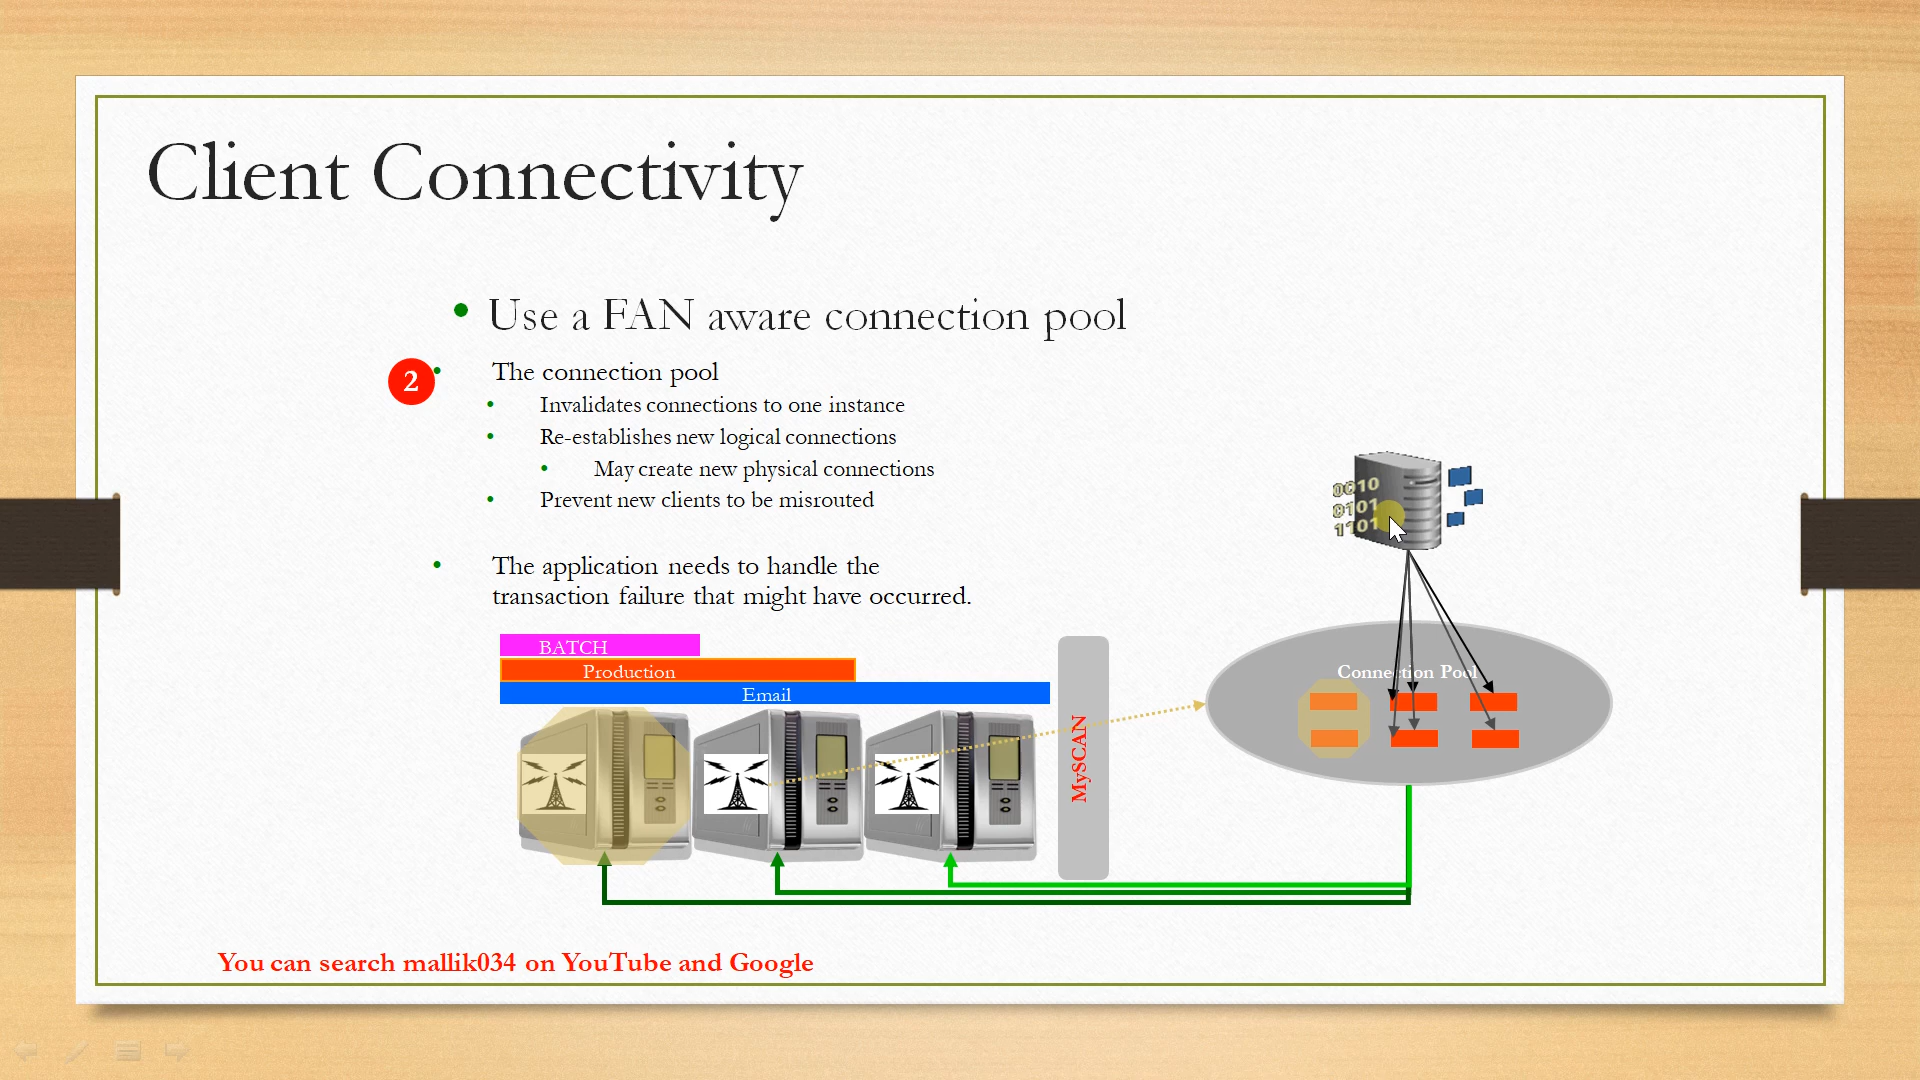 Client Connectivity
• Use a FAN aware connection pool
2
• The connection pool
• Invalidates connections to one instance
• Re-establishes new logical connections
• May create new physical connections
• Prevent new clients to be misrouted
• The application needs to handle the
transaction failure that might have occurred.
0010
0101
1101
BATCH
Production
Email
MySCAN
Connection Pool
You can search mallik034 on YouTube and Google